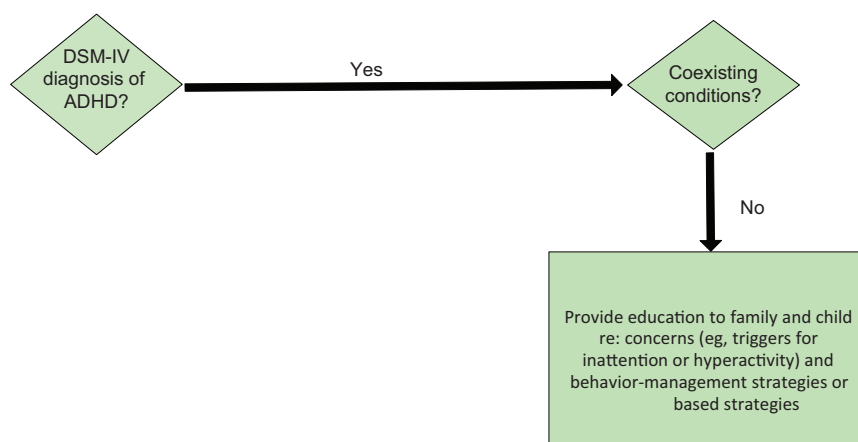 DSM-IV
diagnosis of
ADHD?
Yes
Coexisting
conditions?
No
Provide education to family and child
re: concerns (eg, triggers for
inattention or hyperactivity) and
behavior-management strategies or
based strategies